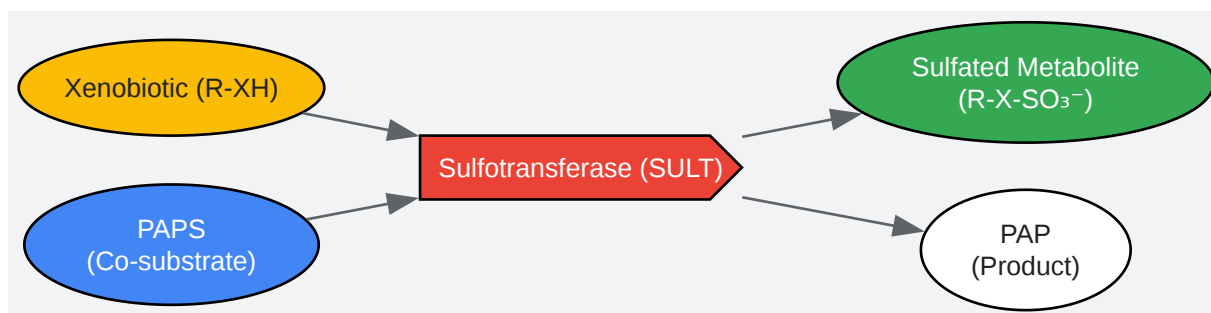 Xenobiotic (R-XH)
PAPS
(Co-substrate)
Sulfotransferase (SULT)
Sulfated Metabolite
(R-X-SO₃⁻)
PAP
(Product)